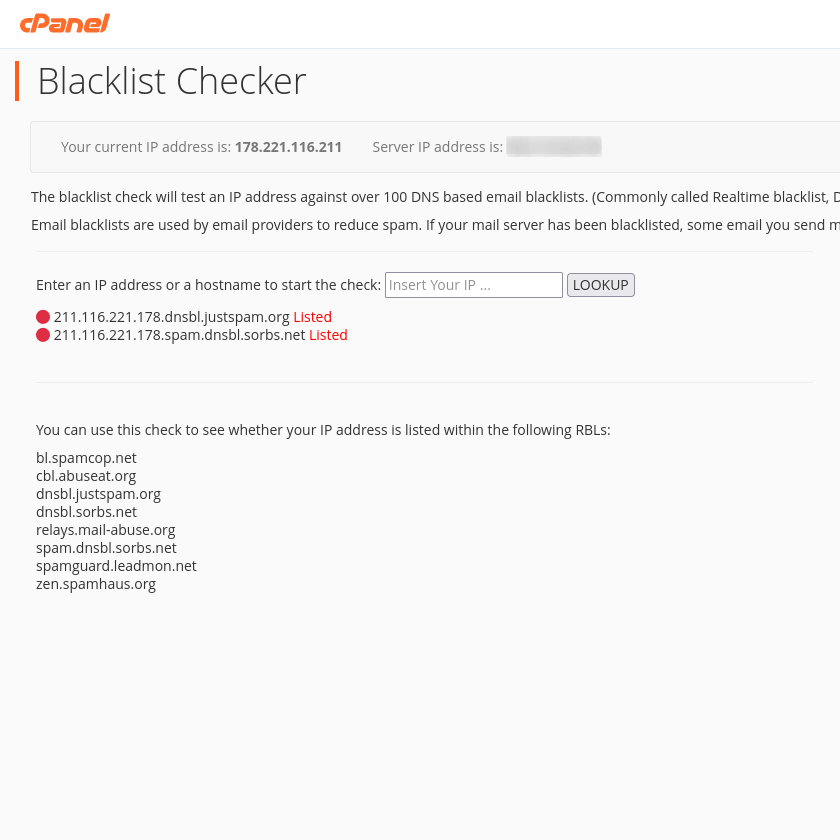 cPanel
Blacklist Checker
Your current IP address is: 178.221.116.211 Server IP address is:
The blacklist check will test an IP address against over 100 DNS based email blacklists. (Commonly called Realtime blacklist, D
Email blacklists are used by email providers to reduce spam. If your mail server has been blacklisted, some email you send m
Enter an IP address or a hostname to start the check: Insert Your IP ... LOOKUP
211.116.221.178.dnsbl.justspam.org Listed
211.116.221.178.spam.dnsbl.sorbs.net Listed
You can use this check to see whether your IP address is listed within the following RBLs:
bl.spamcop.net
cbl.abuseat.org
dnsbl.justspam.org
dnsbl.sorbs.net
relays.mail-abuse.org
spam.dnsbl.sorbs.net
spamguard.leadmon.net
zen.spamhaus.org